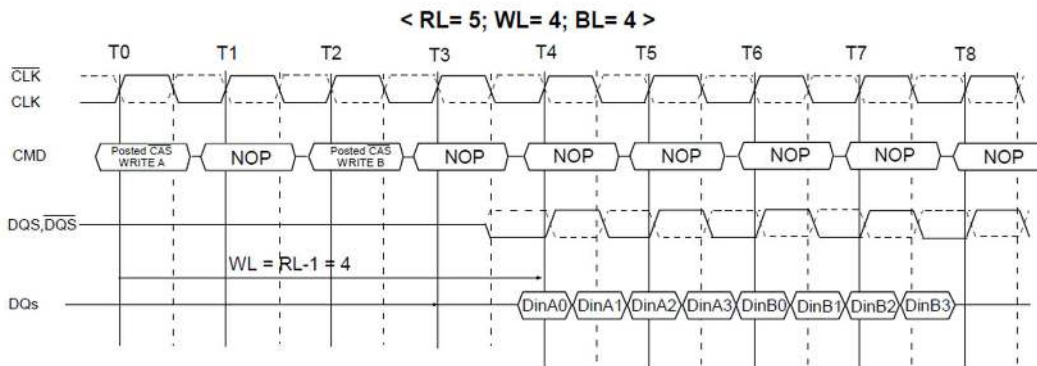 < RL= 5; WL= 4; BL= 4 >
T0 T1 T2 T3 T4 T5 T6 T7 T8
CLK
CLK
CMD Posted CAS WRITE A NOP Posted CAS WRITE B NOP NOP NOP NOP NOP NOP
DQS,DQS
WL = RL-1 = 4
DQs DinA0 DinA1 DinA2 DinA3 DinB0 DinB1 DinB2 DinB3